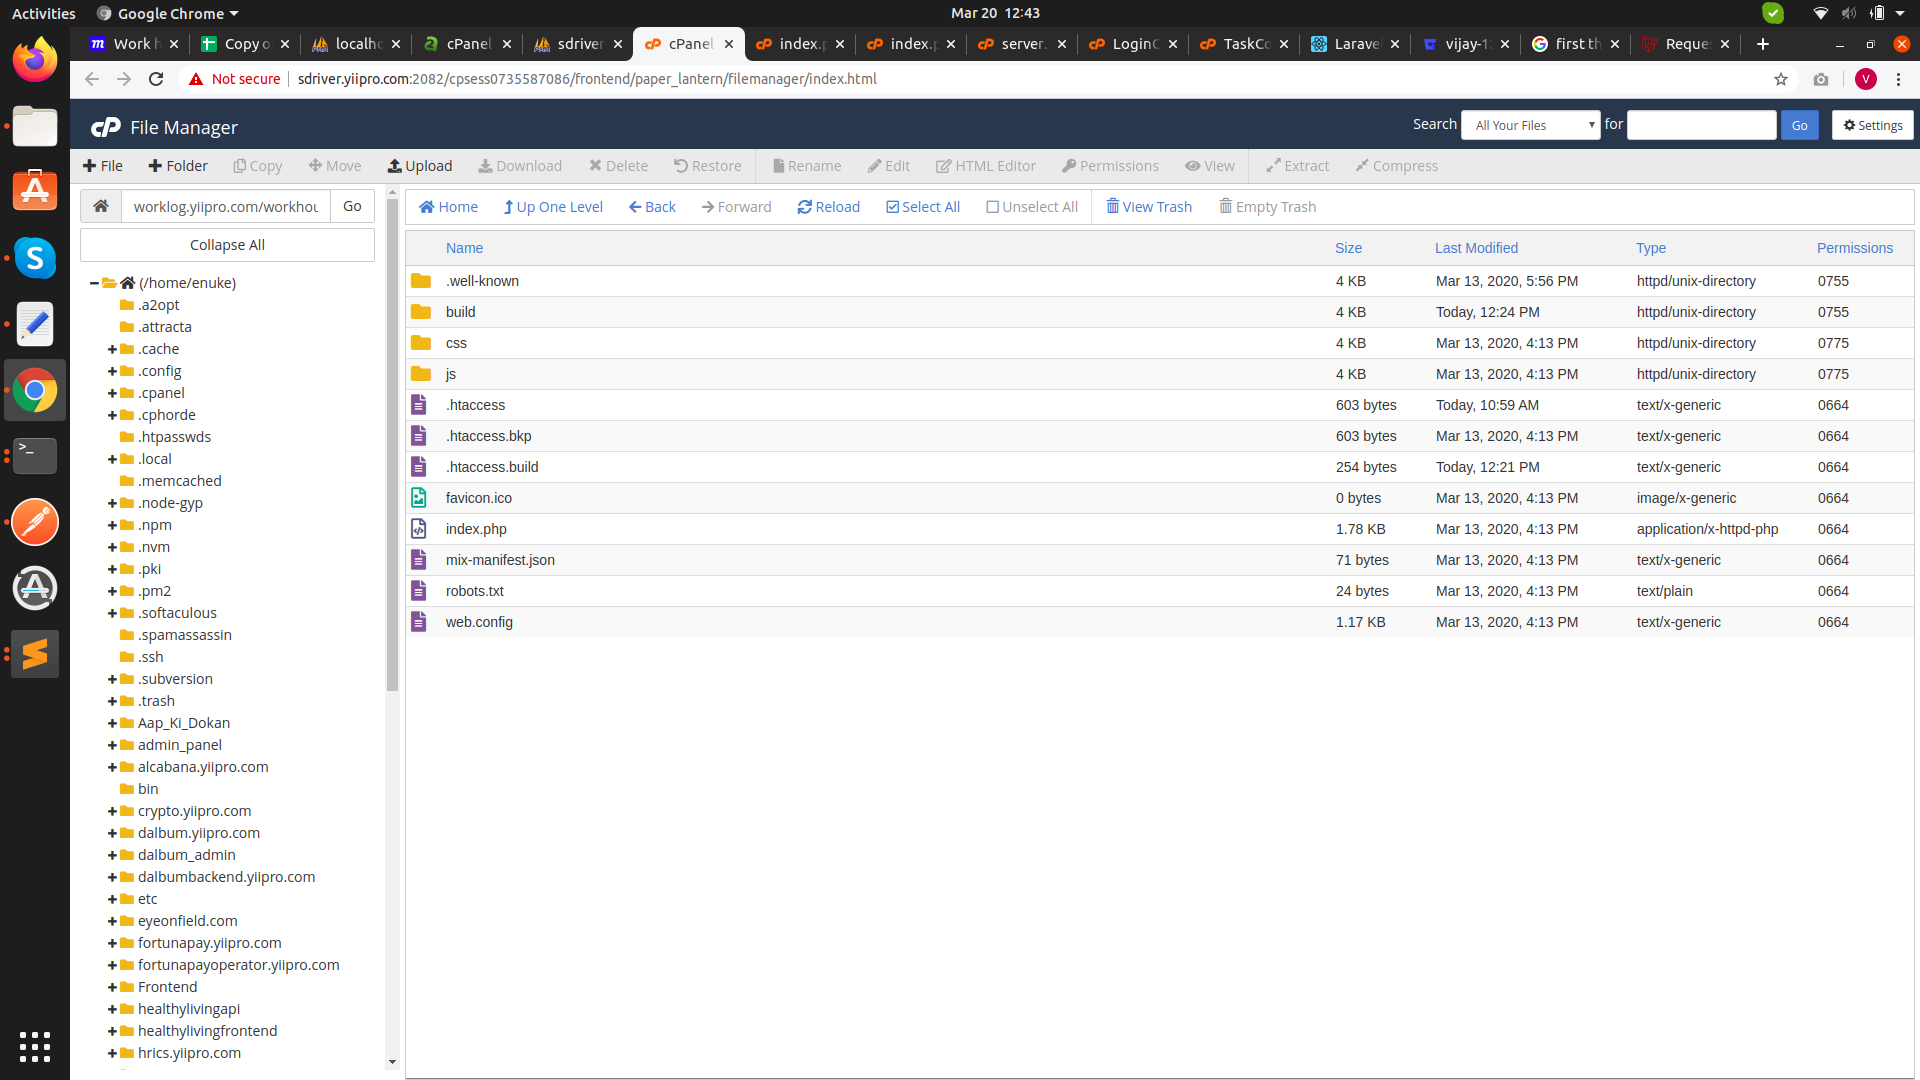 Activities Google Chrome Mar 20 12:43
Work h Copy o localho cPanel sdriver cPanel index.p index.p server. LoginC TaskCo Larave vijay-12 first th Reque
Not secure sdriver.yiipro.com:2082/cpsess0735587086/frontend/paper_lantern/filemanager/index.html V
cP File Manager Search All Your Files for Go Settings
File Folder Copy Move Upload Download Delete Restore Rename Edit HTML Editor Permissions View Extract Compress
worklog.yiipro.com/workhou Go Home Up One Level Back Forward Reload Select All Unselect All View Trash Empty Trash
Collapse All
Name Size Last Modified Type Permissions
.well-known 4 KB Mar 13, 2020, 5:56 PM httpd/unix-directory 0755
build 4 KB Today, 12:24 PM httpd/unix-directory 0755
css 4 KB Mar 13, 2020, 4:13 PM httpd/unix-directory 0775
js 4 KB Mar 13, 2020, 4:13 PM httpd/unix-directory 0775
.htaccess 603 bytes Today, 10:59 AM text/x-generic 0664
.htaccess.bkp 603 bytes Mar 13, 2020, 4:13 PM text/x-generic 0664
.htaccess.build 254 bytes Today, 12:21 PM text/x-generic 0664
favicon.ico 0 bytes Mar 13, 2020, 4:13 PM image/x-generic 0664
index.php 1.78 KB Mar 13, 2020, 4:13 PM application/x-httpd-php 0664
mix-manifest.json 71 bytes Mar 13, 2020, 4:13 PM text/x-generic 0664
robots.txt 24 bytes Mar 13, 2020, 4:13 PM text/plain 0664
web.config 1.17 KB Mar 13, 2020, 4:13 PM text/x-generic 0664
(/home/enuke)
.a2opt
.attracta
.cache
.config
.cpanel
.cphorde
.htpasswds
.local
.memcached
.node-gyp
.npm
.nvm
.pki
.pm2
.softaculous
.spamassassin
.ssh
.subversion
.trash
Aap_Ki_Dokan
admin_panel
alcabana.yiipro.com
bin
crypto.yiipro.com
dalbum.yiipro.com
dalbum_admin
dalbumbackend.yiipro.com
etc
eyeonfield.com
fortunapay.yiipro.com
fortunapayoperator.yiipro.com
Frontend
healthylivingapi
healthylivingfrontend
hrics.yiipro.com